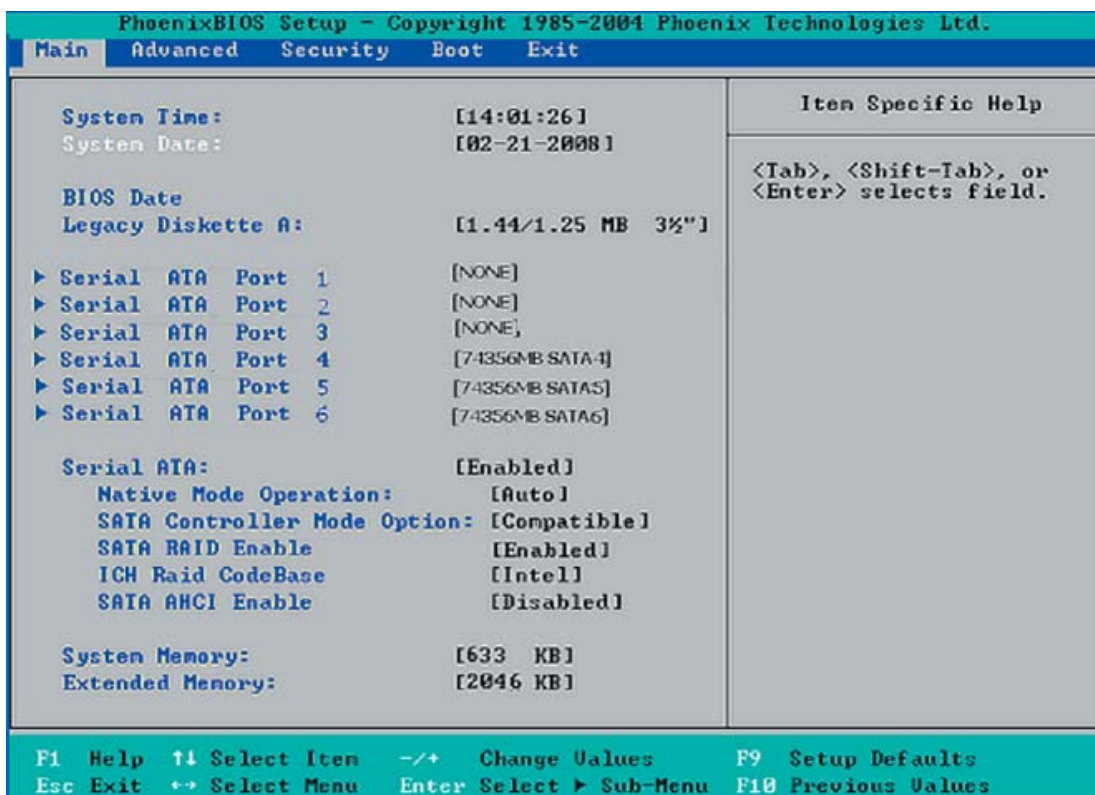 PhoenixBIOS Setup - Copyright 1985-2004 Phoenix Technologies Ltd.
Main Advanced Security Boot Exit
Item Specific Help
System Time: [14:01:26]
System Date: [02-21-2008]
<Tab>, <Shift-Tab>, or
<Enter> selects field.
BIOS Date
Legacy Diskette A: [1.44/1.25 MB 3½"]
▶ Serial ATA Port 1 [NONE]
▶ Serial ATA Port 2 [NONE]
▶ Serial ATA Port 3 [NONE],
▶ Serial ATA Port 4 [74356MB SATA4]
▶ Serial ATA Port 5 [74356MB SATA5]
▶ Serial ATA Port 6 [74356MB SATA6]
Serial ATA: [Enabled]
Native Mode Operation: [Auto]
SATA Controller Mode Option: [Compatible]
SATA RAID Enable [Enabled]
ICH Raid CodeBase [Intel]
SATA AHCI Enable [Disabled]
System Memory: [633 KB]
Extended Memory: [2046 KB]
F1 Help ↑↓ Select Item -/+ Change Values F9 Setup Defaults
Esc Exit ↔ Select Menu Enter Select ▶ Sub-Menu F10 Previous Values